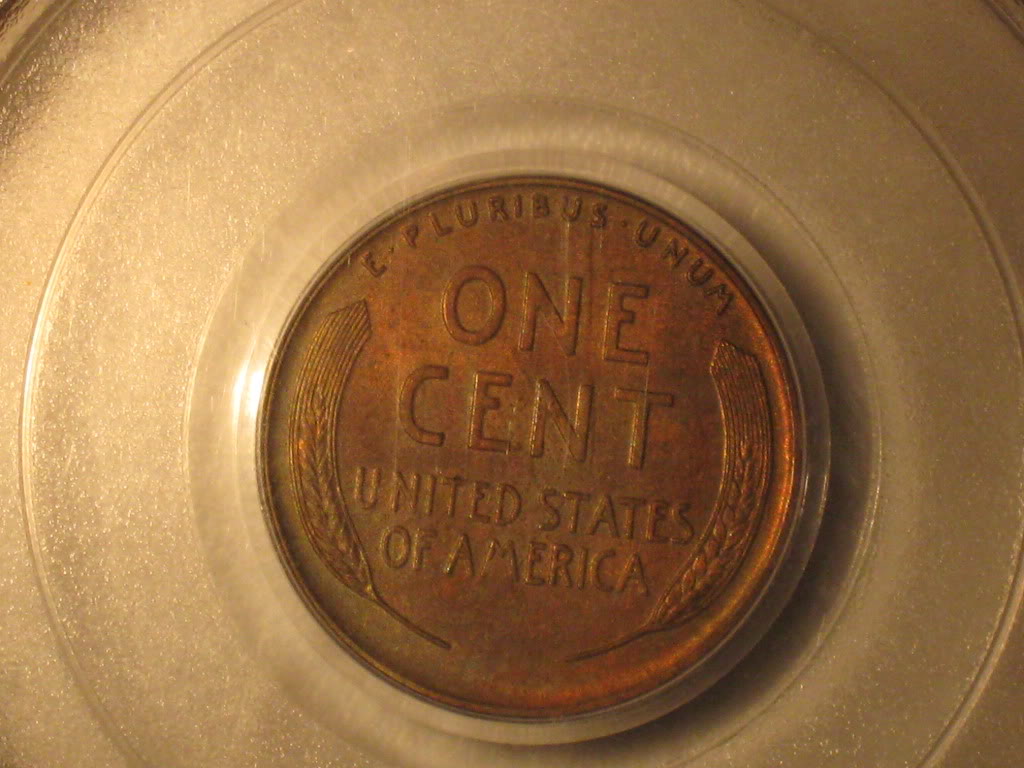 E·PLURIBUS·UNUM
ONE
CENT
UNITED STATES
OF AMERICA